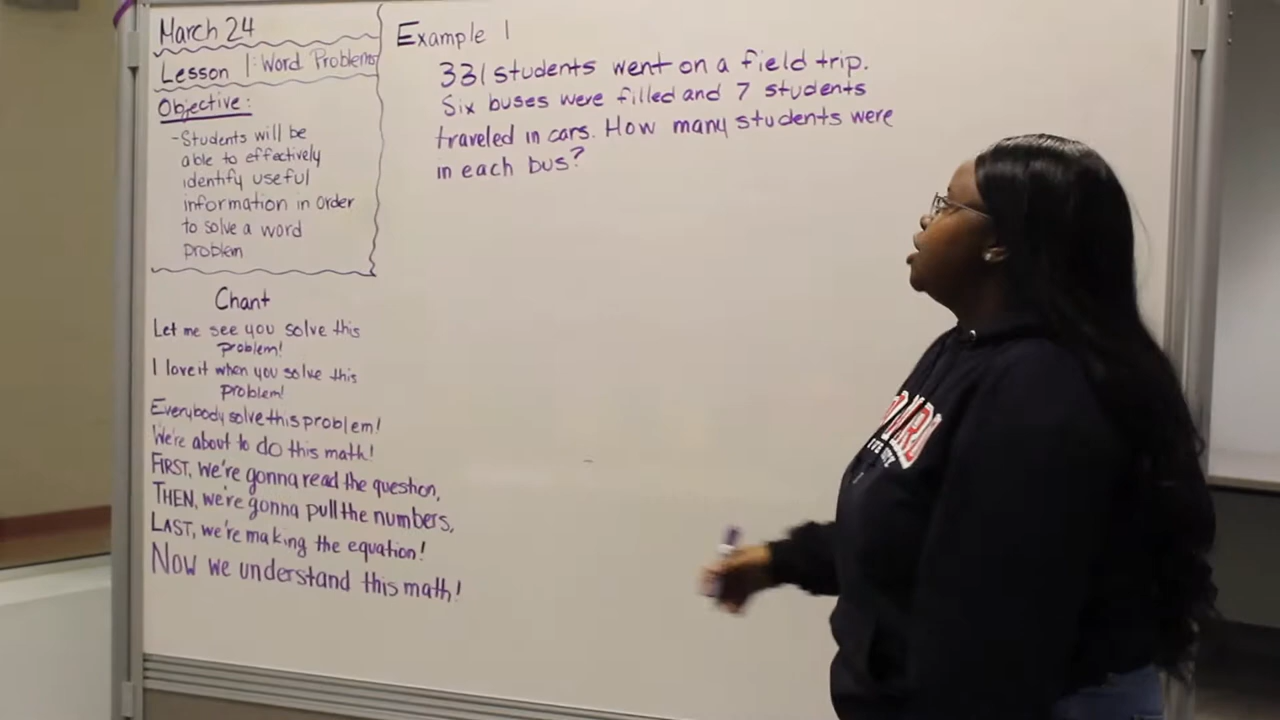 March 24
Lesson 1: Word Problems
Objective:
-Students will be
able to effectively
identify useful
information in order
to solve a word
problem
Chant
Let me see you solve this
problem!
I love it when you solve this
problem!
Everybody solve this problem!
We're about to do this math!
FIRST, we're gonna read the question,
THEN, we're gonna pull the numbers,
LAST, we're making the equation!
NOW we understand this math!
Example 1
331 students went on a field trip.
Six buses were filled and 7 students
traveled in cars. How many students were
in each bus?